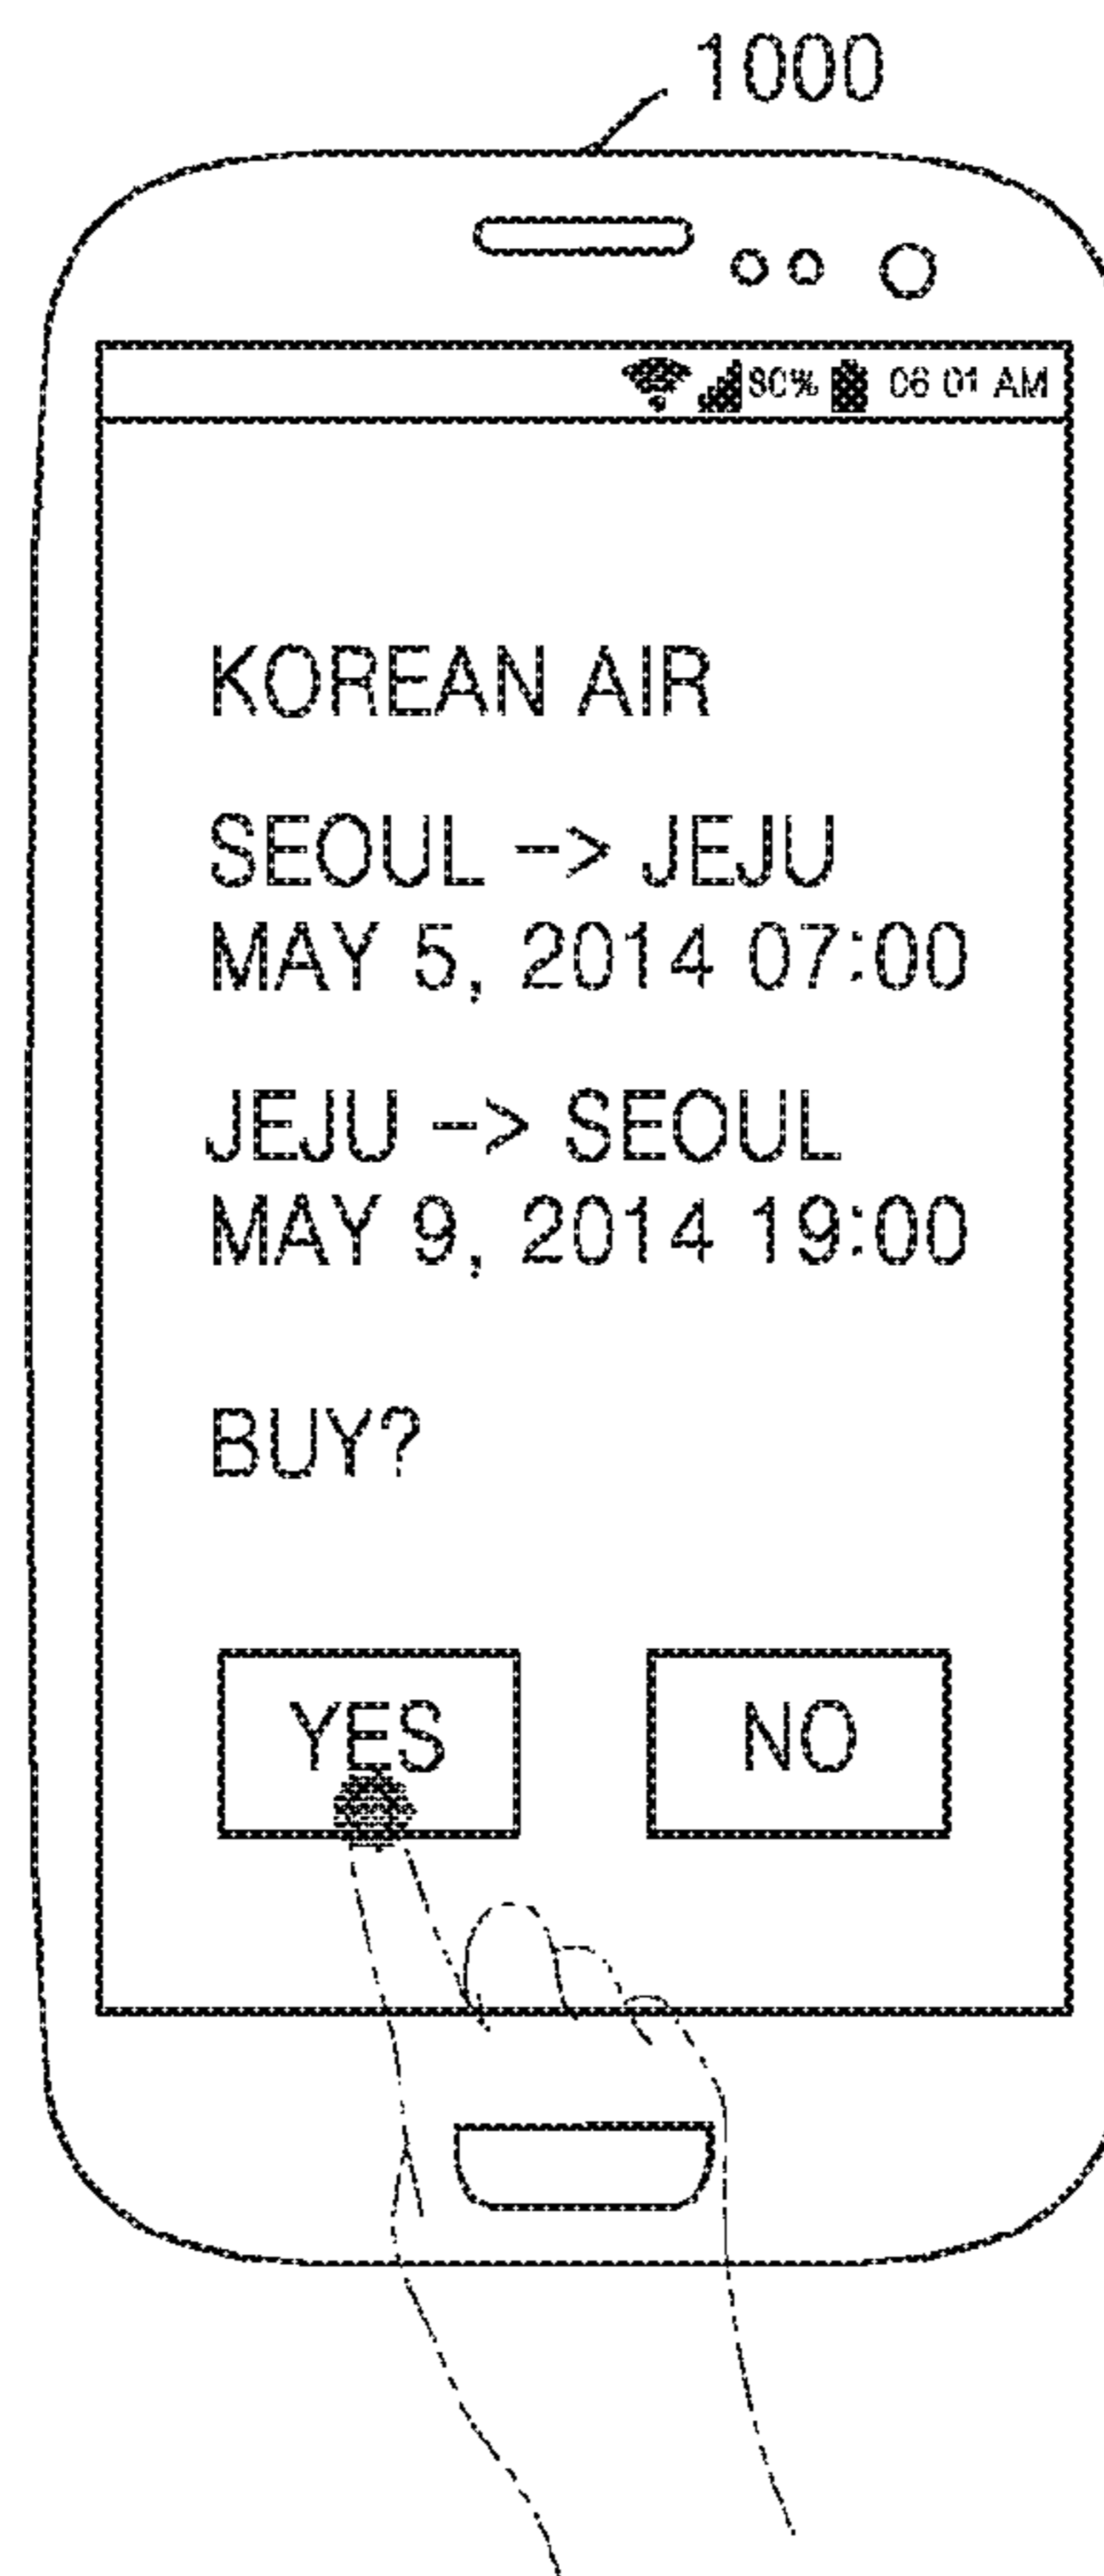 1000
80% 06:01 AM
KOREAN AIR
SEOUL -> JEJU
MAY 5, 2014 07:00
JEJU -> SEOUL
MAY 9, 2014 19:00
BUY?
YES NO